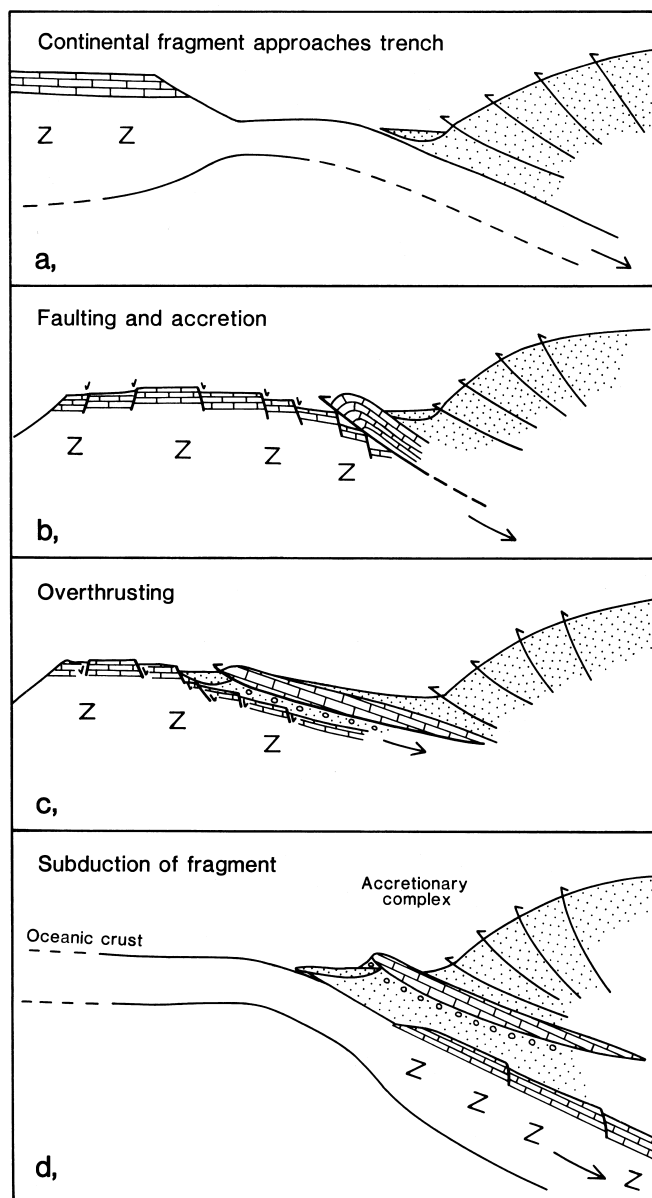 Continental fragment approaches trench
Z Z
a,
Faulting and accretion
Z Z Z Z
b,
Overthrusting
Z Z Z
c,
Subduction of fragment
Accretionary
complex
Oceanic crust
Z Z Z Z
d,